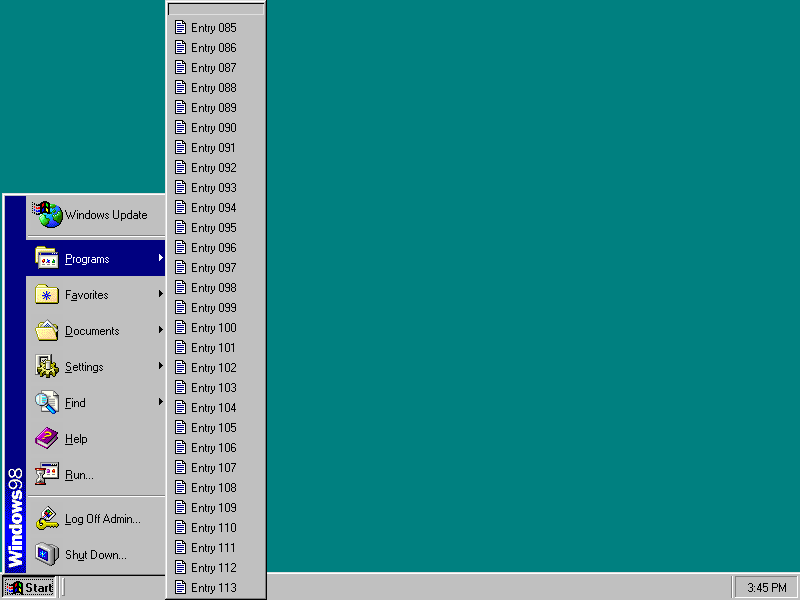 Entry 085
Entry 086
Entry 087
Entry 088
Entry 089
Entry 090
Entry 091
Entry 092
Entry 093
Entry 094
Entry 095
Entry 096
Entry 097
Entry 098
Entry 099
Entry 100
Entry 101
Entry 102
Entry 103
Entry 104
Entry 105
Entry 106
Entry 107
Entry 108
Entry 109
Entry 110
Entry 111
Entry 112
Entry 113
Windows Update
Programs
Favorites
Documents
Settings
Find
Help
Run...
Log Off Admin...
Shut Down...
Windows98
Start
3:45 PM